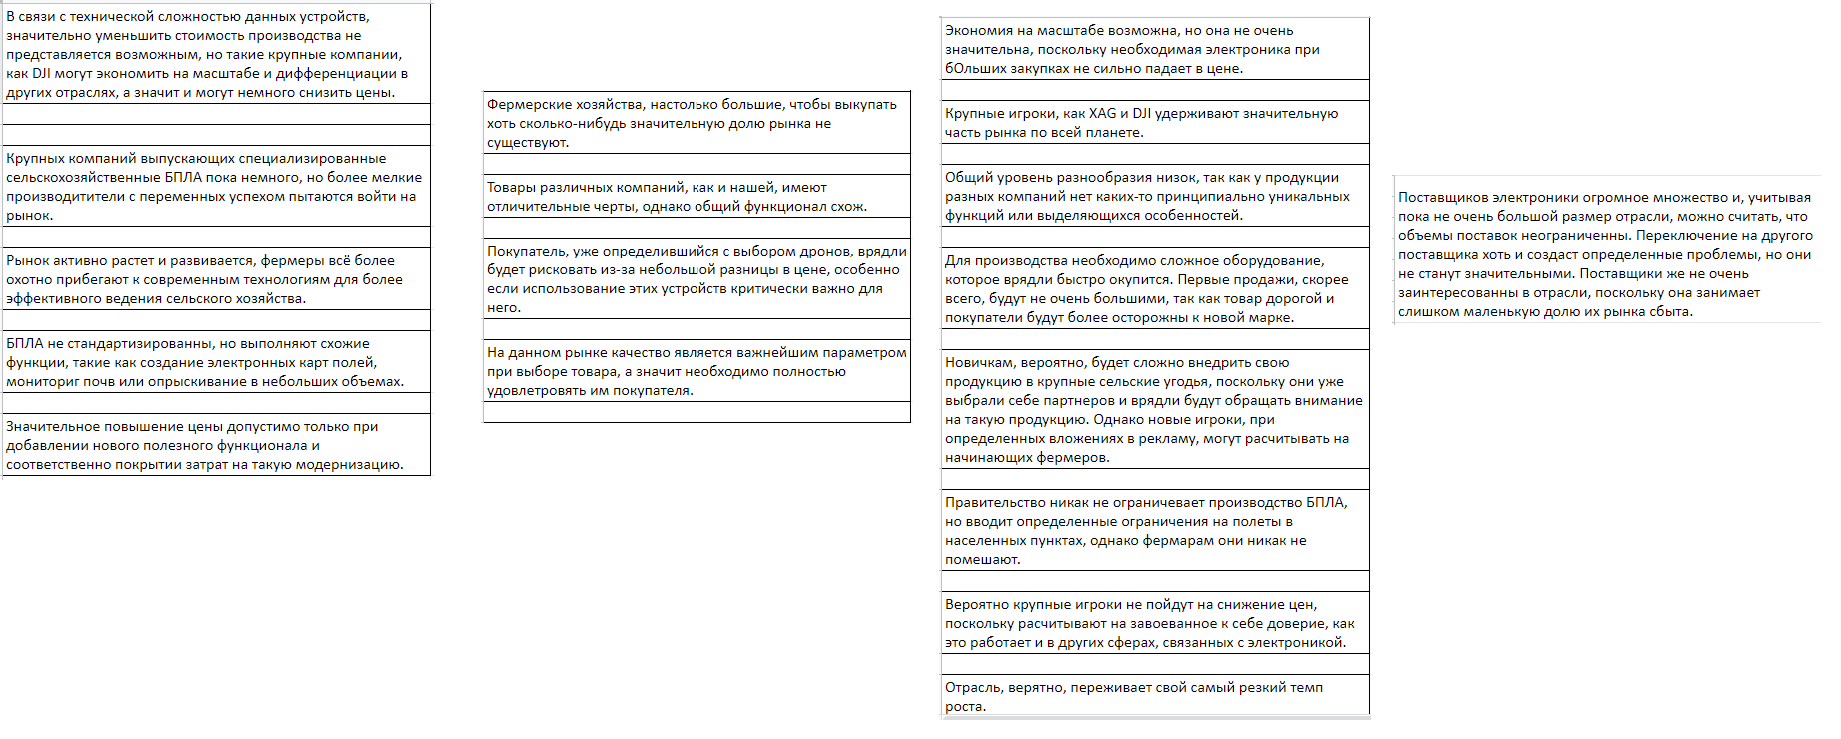 В связи с технической сложностью данных устройств,
значительно уменьшить стоимость производства не
представляется возможным, но такие крупные компании,
как DJI могут экономить на масштабе и дифференциации в
других отраслях, а значит и могут немного снизить цены.
Крупных компаний выпускающих специализированные
сельскохозяйственные БПЛА пока немного, но более мелкие
производитители с переменных успехом пытаются войти на
рынок.
Рынок активно растет и развивается, фермеры всё более
охотно прибегают к современным технологиям для более
эффективного ведения сельского хозяйства.
БПЛА не стандартизированны, но выполняют схожие
функции, такие как создание электронных карт полей,
мониториг почв или опрыскивание в небольших объемах.
Значительное повышение цены допустимо только при
добавлении нового полезного функционала и
соответственно покрытии затрат на такую модернизацию.
Фермерские хозяйства, настолько большие, чтобы выкупать
хоть сколько-нибудь значительную долю рынка не
существуют.
Товары различных компаний, как и нашей, имеют
отличительные черты, однако общий функционал схож.
Покупатель, уже определившийся с выбором дронов, врядли
будет рисковать из-за небольшой разницы в цене, особенно
если использование этих устройств критически важно для
него.
На данном рынке качество является важнейшим параметром
при выборе товара, а значит необходимо полностью
удовлетровять им покупателя.
Экономия на масштабе возможна, но она не очень
значительна, поскольку необходимая электроника при
бОльших закупках не сильно падает в цене.
Крупные игроки, как XAG и DJI удерживают значительную
часть рынка по всей планете.
Общий уровень разнообразия низок, так как у продукции
разных компаний нет каких-то принципиально уникальных
функций или выделяющихся особенностей.
Для производства необходимо сложное оборудование,
которое врядли быстро окупится. Первые продажи, скорее
всего, будут не очень большими, так как товар дорогой и
покупатели будут более осторожны к новой марке.
Новичкам, вероятно, будет сложно внедрить свою
продукцию в крупные сельские угодья, поскольку они уже
выбрали себе партнеров и врядли будут обращать внимание
на такую продукцию. Однако новые игроки, при
определенных вложениях в рекламу, могут расчитывать на
начинающих фермеров.
Правительство никак не ограничевает производство БПЛА,
но вводит определенные ограничения на полеты в
населенных пунктах, однако фермарам они никак не
помешают.
Вероятно крупные игроки не пойдут на снижение цен,
поскольку расчитывают на завоеванное к себе доверие, как
это работает и в других сферах, связанных с электроникой.
Отрасль, верятно, переживает свой самый резкий темп
роста.
Поставщиков электроники огромное множество и, учитывая
пока не очень большой размер отрасли, можно считать, что
объемы поставок неограниченны. Переключение на другого
поставщика хоть и создаст определенные проблемы, но они
не станут значительными. Поставщики же не очень
заинтересованны в отрасли, поскольку она занимает
слишком маленькую долю их рынка сбыта.